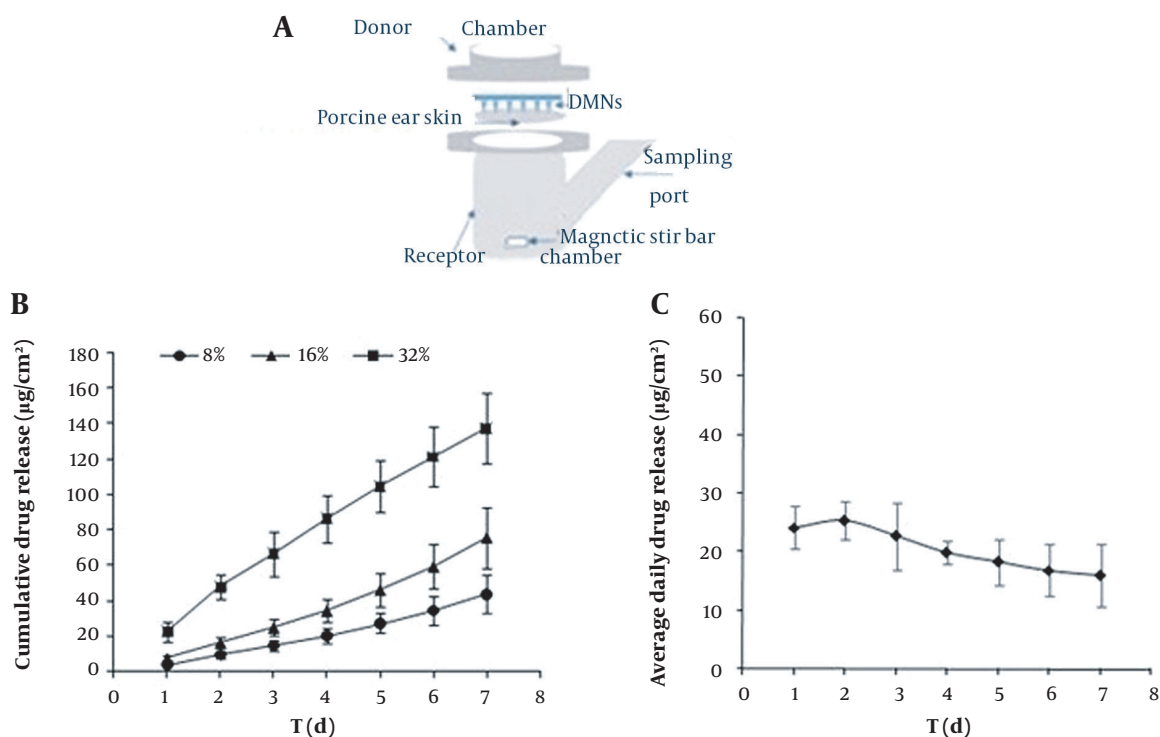 A
Donor Chamber
DMNs
Porcine ear skin
Sampling
port
Magnctic stir bar
Receptor chamber
B
8% 16% 32%
Cumulative drug release (µg/cm²)
180
160
140
120
100
80
60
40
20
0
0 1 2 3 4 5 6 7 8
T (d)
C
Average daily drug release (µg/cm²)
60
50
40
30
20
10
0
0 1 2 3 4 5 6 7 8
T (d)